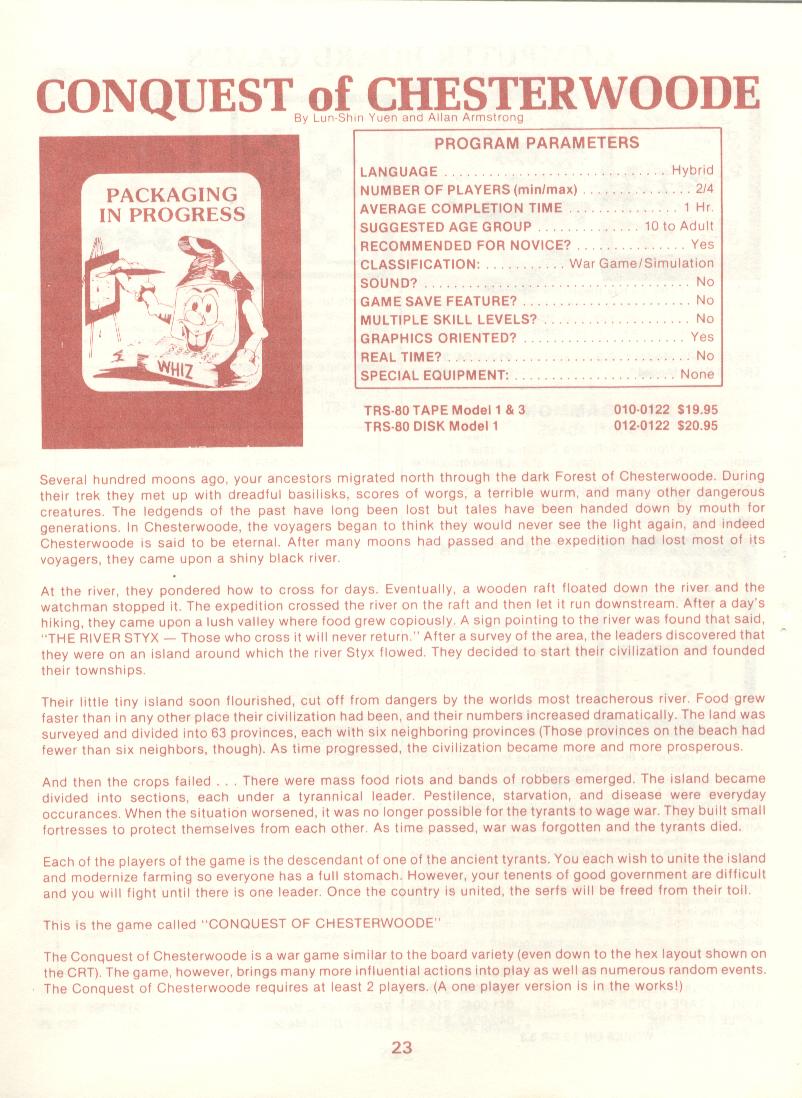 CONQUEST of CHESTERWOODE
By Lun-Shin Yuen and Allan Armstrong
PACKAGING
IN PROGRESS
WHIZ
PROGRAM PARAMETERS
LANGUAGE . . . . . . . . . . . . . . . . . . . . . . . . . . . . . . Hybrid
NUMBER OF PLAYERS (min/max) . . . . . . . . . . . . . . . 2/4
AVERAGE COMPLETION TIME . . . . . . . . . . . . . . . 1 Hr.
SUGGESTED AGE GROUP . . . . . . . . . . . . . . 10 to Adult
RECOMMENDED FOR NOVICE? . . . . . . . . . . . . . . . Yes
CLASSIFICATION: . . . . . . . . . . . War Game/Simulation
SOUND? . . . . . . . . . . . . . . . . . . . . . . . . . . . . . . . . . . . No
GAME SAVE FEATURE? . . . . . . . . . . . . . . . . . . . . . . . No
MULTIPLE SKILL LEVELS? . . . . . . . . . . . . . . . . . . . . No
GRAPHICS ORIENTED? . . . . . . . . . . . . . . . . . . . . . . Yes
REAL TIME? . . . . . . . . . . . . . . . . . . . . . . . . . . . . . . . . . No
SPECIAL EQUIPMENT: . . . . . . . . . . . . . . . . . . . . . . None
TRS-80 TAPE Model 1 & 3 010-0122 $19.95
TRS-80 DISK Model 1 012-0122 $20.95
Several hundred moons ago, your ancestors migrated north through the dark Forest of Chesterwoode. During
their trek they met up with dreadful basilisks, scores of worgs, a terrible wurm, and many other dangerous
creatures. The ledgends of the past have long been lost but tales have been handed down by mouth for
generations. In Chesterwoode, the voyagers began to think they would never see the light again, and indeed
Chesterwoode is said to be eternal. After many moons had passed and the expedition had lost most of its
voyagers, they came upon a shiny black river.
At the river, they pondered how to cross for days. Eventually, a wooden raft floated down the river and the
watchman stopped it. The expedition crossed the river on the raft and then let it run downstream. After a day's
hiking, they came upon a lush valley where food grew copiously. A sign pointing to the river was found that said,
"THE RIVER STYX — Those who cross it will never return." After a survey of the area, the leaders discovered that
they were on an island around which the river Styx flowed. They decided to start their civilization and founded
their townships.
Their little tiny island soon flourished, cut off from dangers by the worlds most treacherous river. Food grew
faster than in any other place their civilization had been, and their numbers increased dramatically. The land was
surveyed and divided into 63 provinces, each with six neighboring provinces (Those provinces on the beach had
fewer than six neighbors, though). As time progressed, the civilization became more and more prosperous.
And then the crops failed . . . There were mass food riots and bands of robbers emerged. The island became
divided into sections, each under a tyrannical leader. Pestilence, starvation, and disease were everyday
occurances. When the situation worsened, it was no longer possible for the tyrants to wage war. They built small
fortresses to protect themselves from each other. As time passed, war was forgotten and the tyrants died.
Each of the players of the game is the descendant of one of the ancient tyrants. You each wish to unite the island
and modernize farming so everyone has a full stomach. However, your tenents of good government are difficult
and you will fight until there is one leader. Once the country is united, the serfs will be freed from their toil.
This is the game called "CONQUEST OF CHESTERWOODE"
The Conquest of Chesterwoode is a war game similar to the board variety (even down to the hex layout shown on
the CRT). The game, however, brings many more influential actions into play as well as numerous random events.
The Conquest of Chesterwoode requires at least 2 players. (A one player version is in the works!)
23